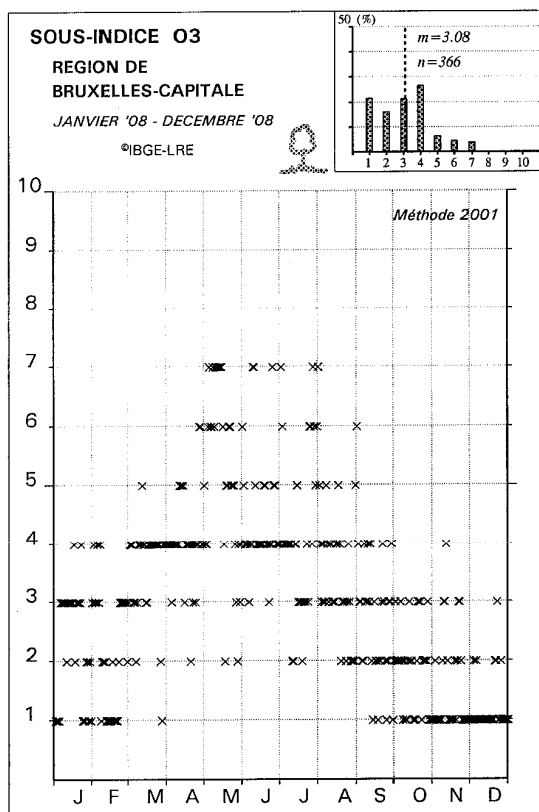 SOUS-INDICE O3
REGION DE
BRUXELLES-CAPITALE
JANVIER '08 - DECEMBRE '08
©IBGE-LRE
50 (%)
m=3.08
n=366
1 2 3 4 5 6 7 8 9 10
Méthode 2001
10
9
8
7
6
5
4
3
2
1
J F M A M J J A S O N D